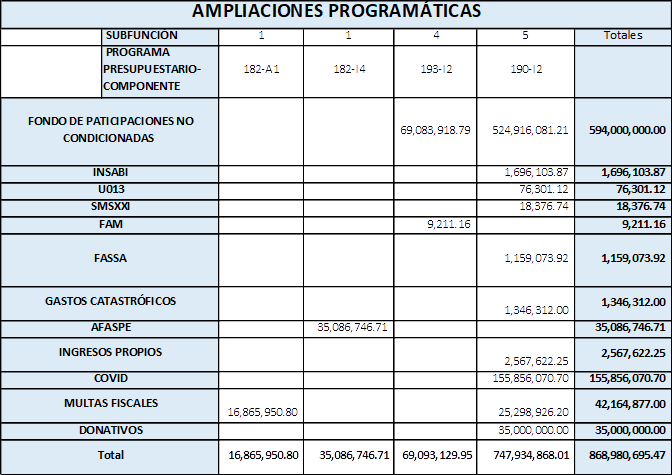 AMPLIACIONES PROGRAMÁTICAS
SUBFUNCIÓN 1 1 4 5 Totales
PROGRAMA
PRESUPUESTARIO-
COMPONENTE 182-A1 182-I4 193-I2 190-I2
FONDO DE PATICIPACIONES NO
CONDICIONADAS 69,083,918.79 524,916,081.21 594,000,000.00
INSABI 1,696,103.87 1,696,103.87
U013 76,301.12 76,301.12
SMSXXI 18,376.74 18,376.74
FAM 9,211.16 9,211.16
FASSA 1,159,073.92 1,159,073.92
GASTOS CATASTRÓFICOS 1,346,312.00 1,346,312.00
AFASPE 35,086,746.71 35,086,746.71
INGRESOS PROPIOS 2,567,622.25 2,567,622.25
COVID 155,856,070.70 155,856,070.70
MULTAS FISCALES 16,865,950.80 25,298,926.20 42,164,877.00
DONATIVOS 35,000,000.00 35,000,000.00
Total 16,865,950.80 35,086,746.71 69,093,129.95 747,934,868.01 868,980,695.47